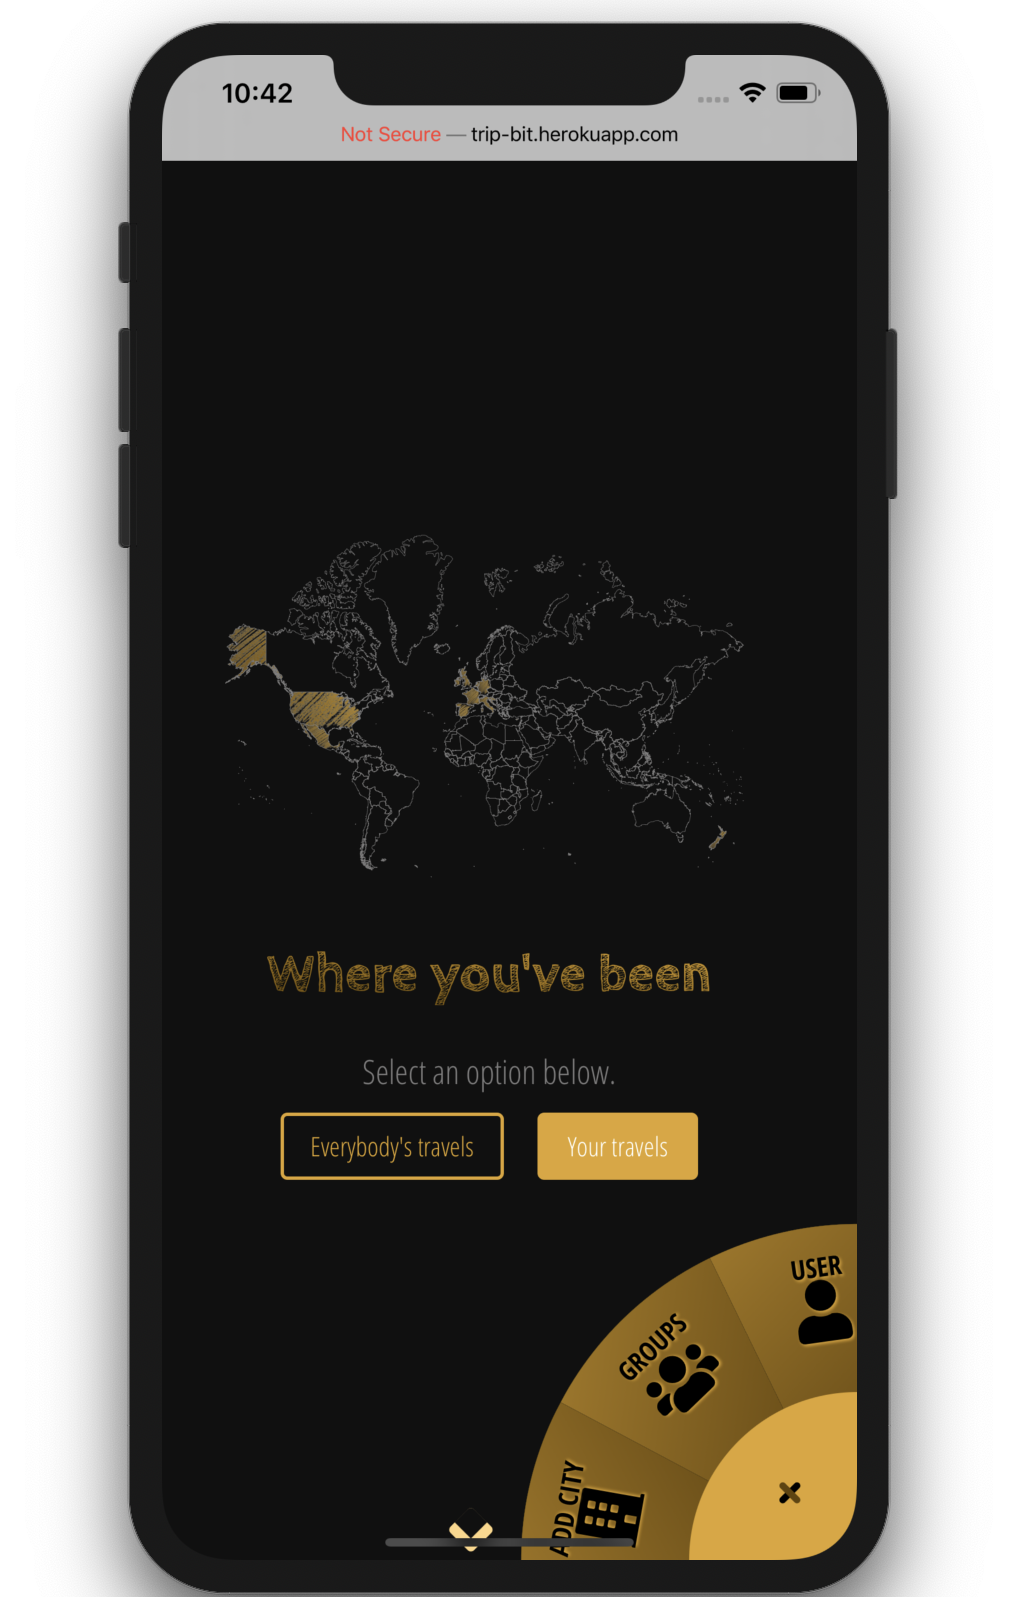 10:42
Not Secure — trip-bit.herokuapp.com
Where you've been
Select an option below.
Everybody's travels
Your travels
USER
GROUPS
ADD CITY